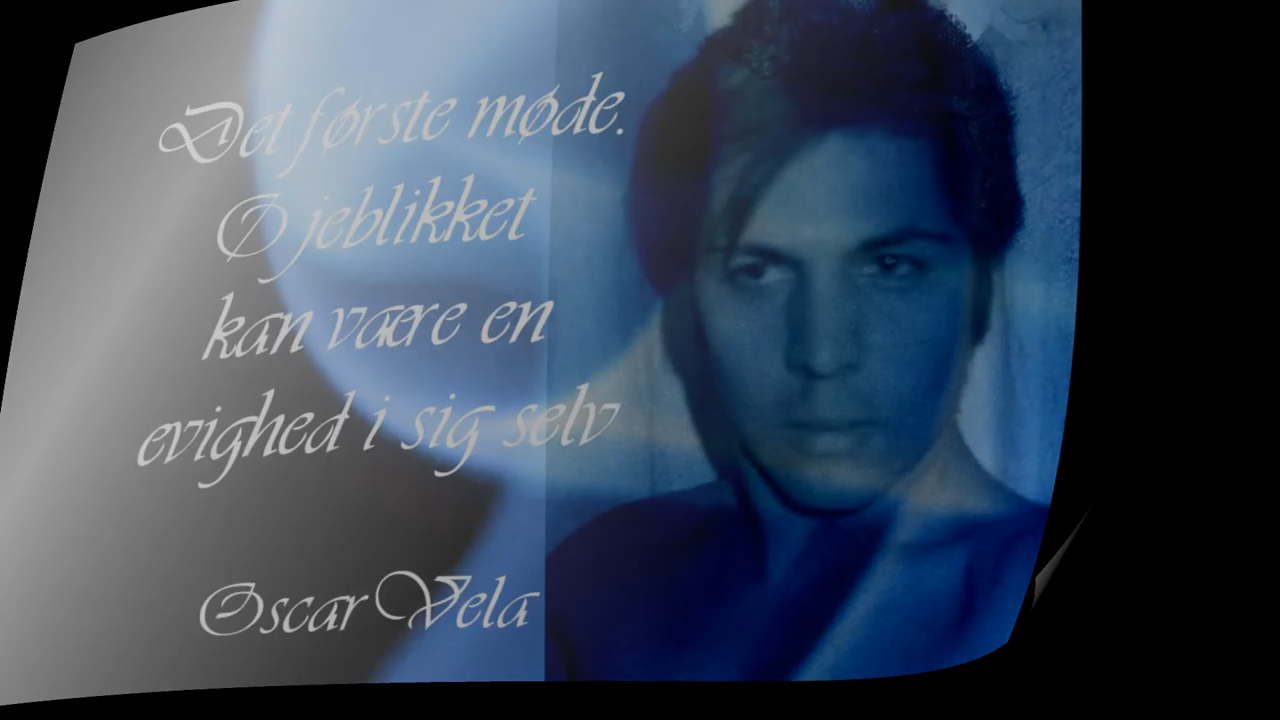 Det første møde.
Øjeblikket
kan være en
evighed i sig selv
Oscar Vela